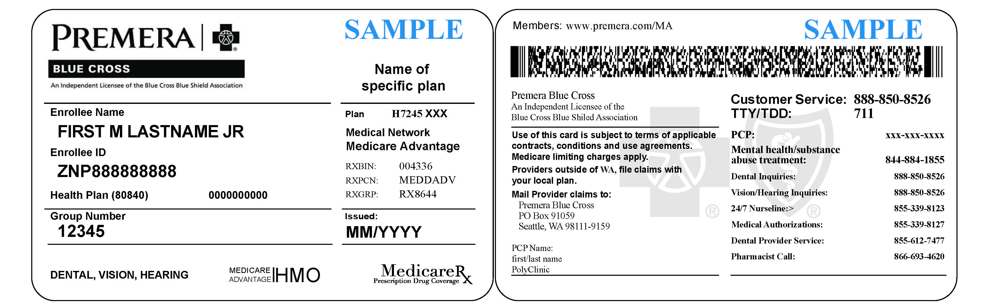 PREMERA
BLUE CROSS
An Independent Licensee of the Blue Cross Blue Shield Association
SAMPLE
Name of
specific plan
Enrollee Name
FIRST M LASTNAME JR
Enrollee ID
ZNP888888888
Health Plan (80840) 0000000000
Group Number
12345
Plan H7245 XXX
Medical Network
Medicare Advantage
RXBIN: 004336
RXPCN: MEDDADV
RXGRP: RX8644
Issued:
MM/YYYY
DENTAL, VISION, HEARING
MEDICARE
ADVANTAGE
HMO
MedicareRx
Prescription Drug Coverage
Members: www.premera.com/MA
SAMPLE
Premera Blue Cross
An Independent Licensee of the
Blue Cross Blue Shiled Association
Use of this card is subject to terms of applicable
contracts, conditions and use agreements.
Medicare limiting charges apply.
Providers outside of WA, file claims with
your local plan.
Mail Provider claims to:
Premera Blue Cross
PO Box 91059
Seattle, WA 98111-9159
PCP Name:
first/last name
PolyClinic
Customer Service: 888-850-8526
TTY/TDD: 711
PCP: xxx-xxx-xxxx
Mental health/substance
abuse treatment: 844-884-1855
Dental Inquiries: 888-850-8526
Vision/Hearing Inquiries: 888-850-8526
24/7 Nurseline:> 855-339-8123
Medical Authorizations: 855-339-8127
Dental Provider Service: 855-612-7477
Pharmacist Call: 866-693-4620